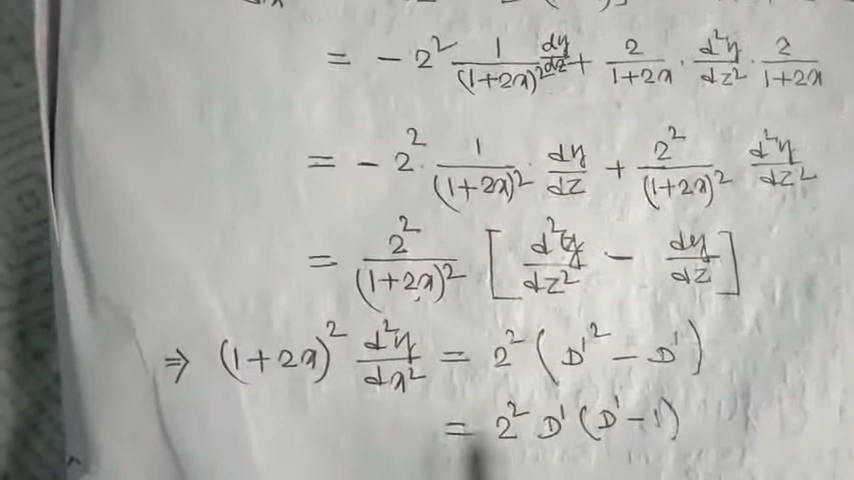 = - 2² 1/(1+2x)² dy/dz + 2/(1+2x) · d²y/dz² · 2/(1+2x)
= - 2² · 1/(1+2x)² · dy/dz + 2²/(1+2x)² d²y/dz²
= 2²/(1+2x)² [ d²y/dz² - dy/dz ]
⇒ (1+2x)² d²y/dx² = 2² (D'² - D')
= 2² D' (D' - 1)